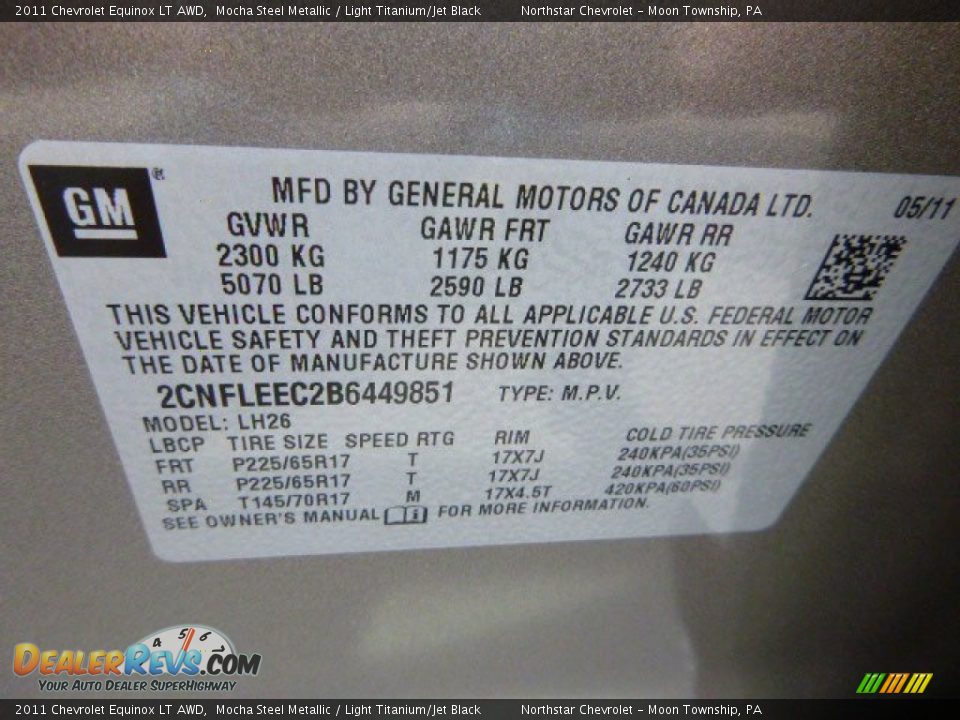 2011 Chevrolet Equinox LT AWD, Mocha Steel Metallic / Light Titanium/Jet Black Northstar Chevrolet - Moon Township, PA
GM ®
MFD BY GENERAL MOTORS OF CANADA LTD. 05/11
GVWR GAWR FRT GAWR RR
2300 KG 1175 KG 1240 KG
5070 LB 2590 LB 2733 LB
THIS VEHICLE CONFORMS TO ALL APPLICABLE U.S. FEDERAL MOTOR
VEHICLE SAFETY AND THEFT PREVENTION STANDARDS IN EFFECT ON
THE DATE OF MANUFACTURE SHOWN ABOVE.
2CNFLEEC2B6449851 TYPE: M.P.V.
MODEL: LH26
LBCP TIRE SIZE SPEED RTG RIM COLD TIRE PRESSURE
FRT P225/65R17 T 17X7J 240KPA(35PSI)
RR P225/65R17 T 17X7J 240KPA(35PSI)
SPA T145/70R17 M 17X4.5T 420KPA(60PSI)
SEE OWNER'S MANUAL FOR MORE INFORMATION.
4 5 6
DEALERREVS.COM
YOUR AUTO DEALER SUPERHIGHWAY
2011 Chevrolet Equinox LT AWD, Mocha Steel Metallic / Light Titanium/Jet Black Northstar Chevrolet - Moon Township, PA